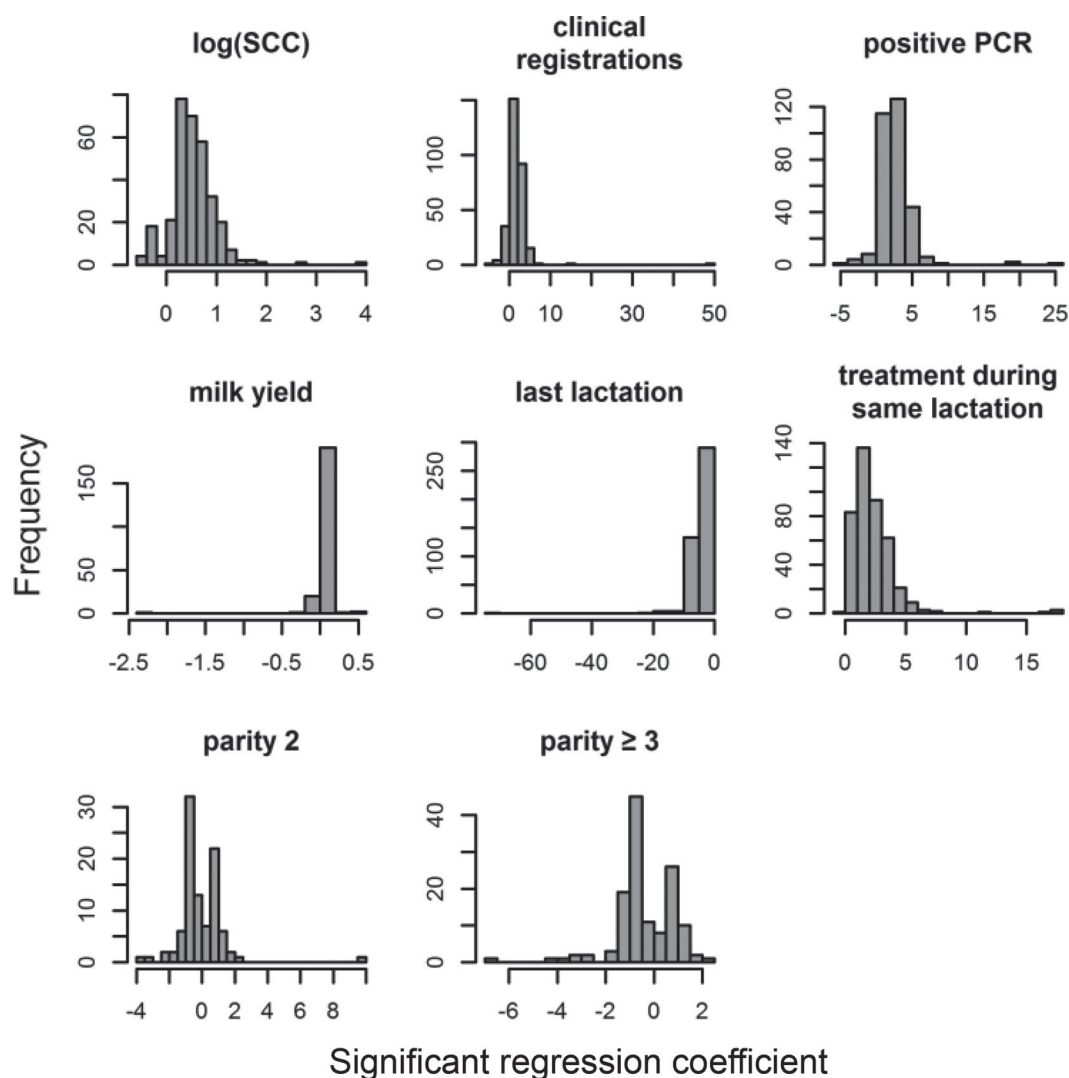 log(SCC)
clinical
registrations
positive PCR
0 20 60
0 1 2 3 4
0 50 100
0 10 30 50
0 40 80 120
-5 5 15 25
milk yield
last lactation
treatment during
same lactation
0 50 150
-2.5 -1.5 -0.5 0.5
0 100 250
-60 -40 -20 0
0 40 80 140
0 5 10 15
Frequency
parity 2
parity ≥ 3
0 10 20 30
-4 0 2 4 6 8
0 20 40
-6 -4 -2 0 2
Significant regression coefficient